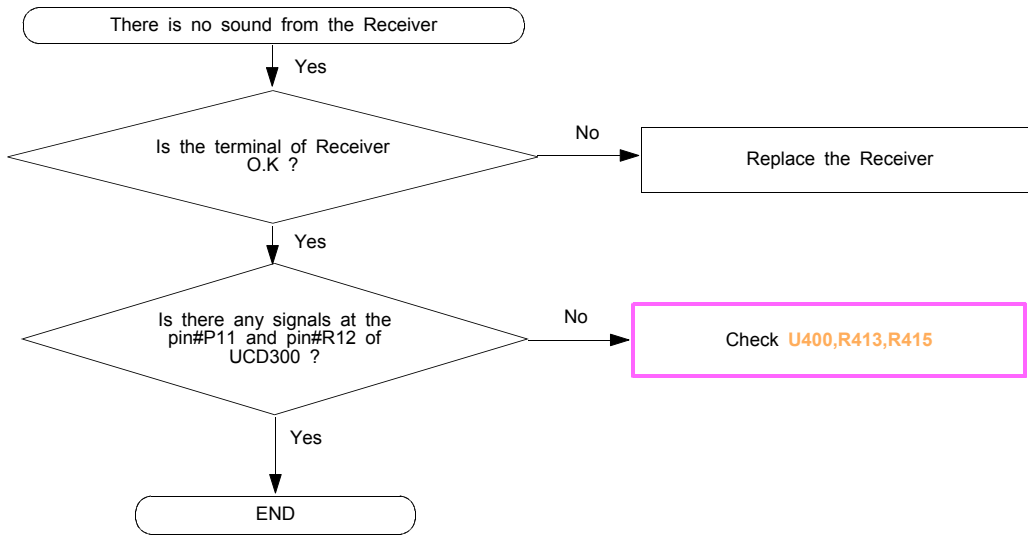 There is no sound from the Receiver
Yes
Is the terminal of Receiver
O.K ?
No
Replace the Receiver
Yes
Is there any signals at the
pin#P11 and pin#R12 of
UCD300 ?
No
Check U400,R413,R415
Yes
END